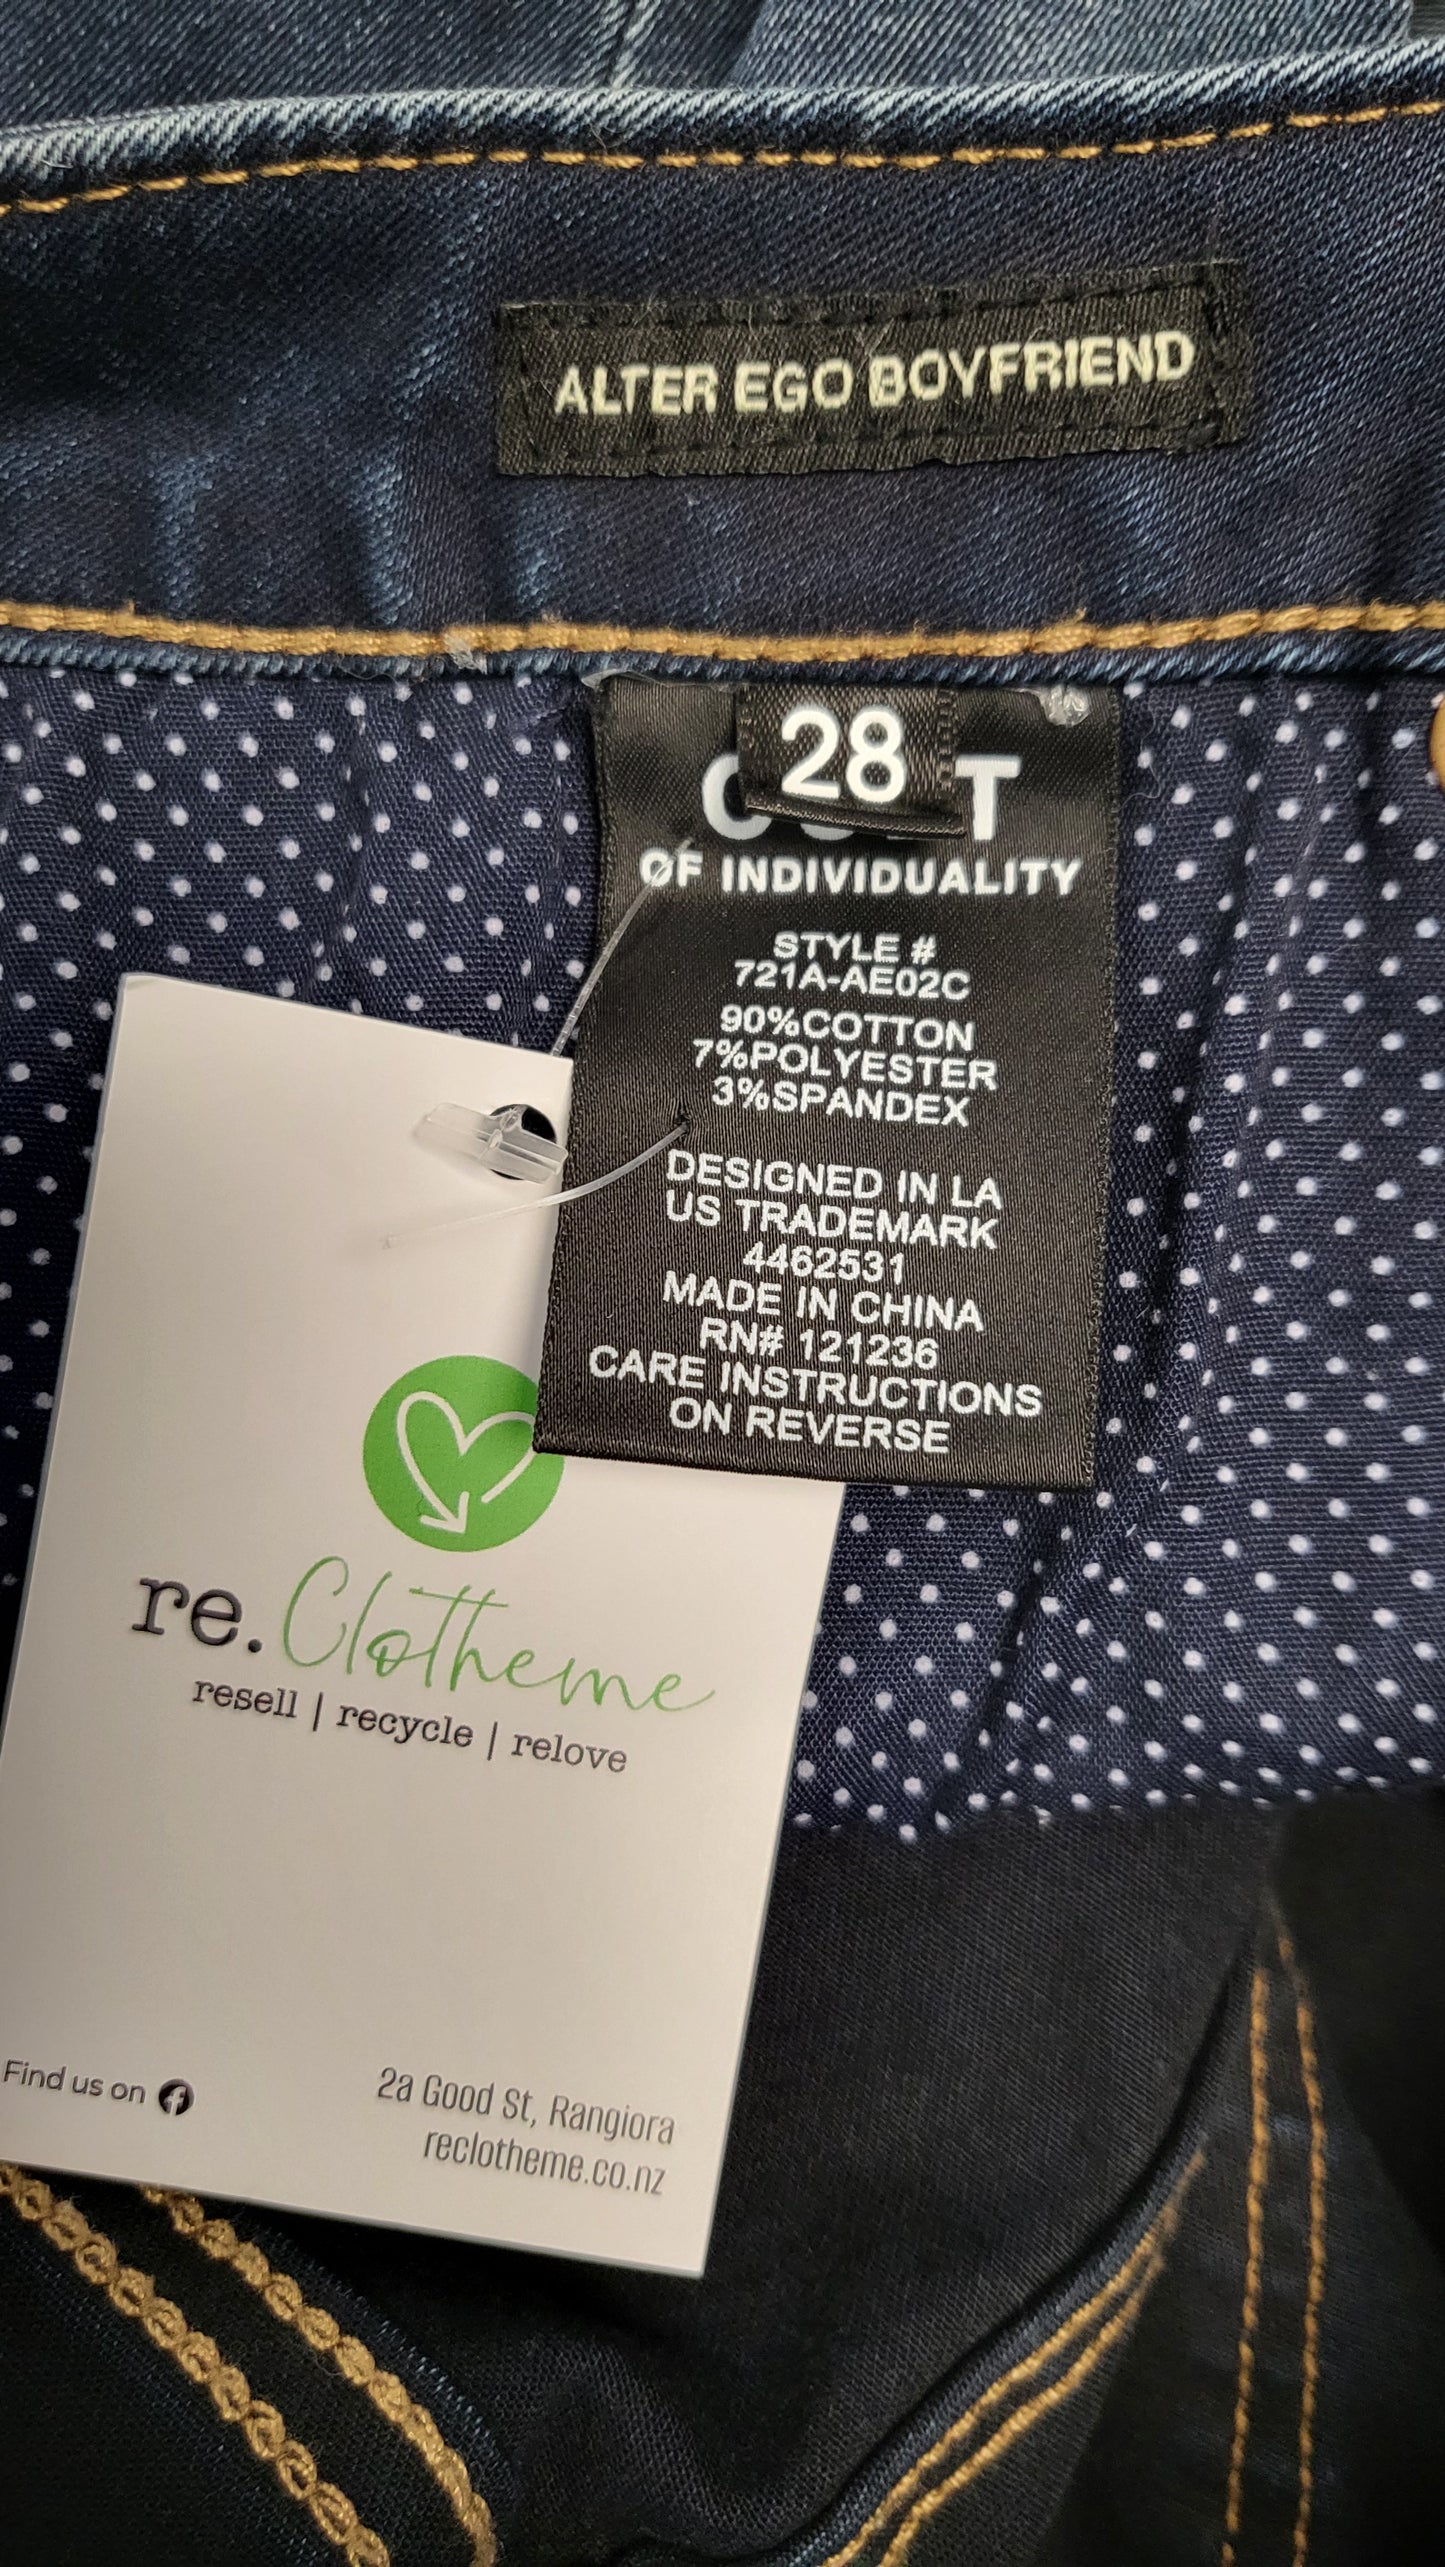 ALTER EGO BOYFRIEND
28
OF INDIVIDUALITY
STYLE #
721A-AE02C
90%COTTON
7%POLYESTER
3%SPANDEX
DESIGNED IN LA
US TRADEMARK
4462531
MADE IN CHINA
RN# 121236
CARE INSTRUCTIONS
ON REVERSE
re.Clotheme
resell | recycle | relove
Find us on
2a Good St, Rangiora
reclotheme.co.nz